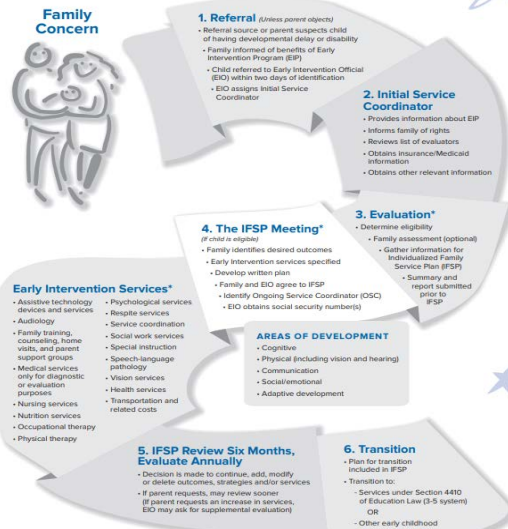 Family
Concern
1. Referral (Unless parent objects)
• Referral source or parent suspects child
of having developmental delay or disability
• Family informed of benefits of Early
Intervention Program (EIP)
• Child referred to Early Intervention Official
(EIO) within two days of identification
• EIO assigns Initial Service
Coordinator
2. Initial Service
Coordinator
• Provides information about EIP
• Informs family of rights
• Reviews list of evaluators
• Obtains insurance/Medicaid
information
• Obtains other relevant information
3. Evaluation*
• Determine eligibility
• Family assessment (optional)
• Gather information for
Individualized Family
Service Plan (IFSP)
• Summary and
report submitted
prior to
IFSP
4. The IFSP Meeting*
(If child is eligible)
• Family identifies desired outcomes
• Early Intervention services specified
• Develop written plan
• Family and EIO agree to IFSP
• Identify Ongoing Service Coordinator (OSC)
• EIO obtains social security number(s)
Early Intervention Services*
• Assistive technology
devices and services
• Audiology
• Family training,
counseling, home
visits, and parent
support groups
• Medical services
only for diagnostic
or evaluation
purposes
• Nursing services
• Nutrition services
• Occupational therapy
• Physical therapy
• Psychological services
• Respite services
• Service coordination
• Social work services
• Special instruction
• Speech-language
pathology
• Vision services
• Health services
• Transportation and
related costs
AREAS OF DEVELOPMENT
• Cognitive
• Physical (including vision and hearing)
• Communication
• Social/emotional
• Adaptive development
5. IFSP Review Six Months,
Evaluate Annually
• Decision is made to continue, add, modify
or delete outcomes, strategies and/or services
• If parent requests, may review sooner
(If parent requests an increase in services,
EIO may ask for supplemental evaluation)
6. Transition
• Plan for transition
included in IFSP
• Transition to:
- Services under Section 4410
of Education Law (3-5 system)
OR
- Other early childhood